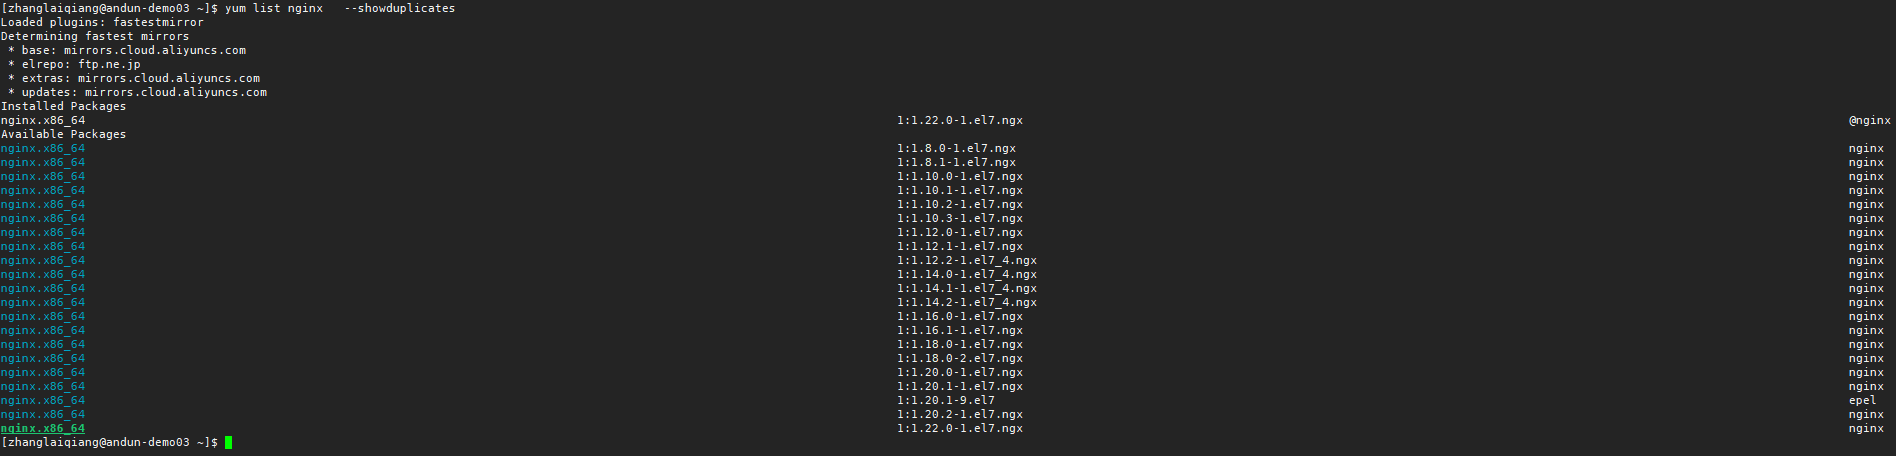 [zhanglaiqiang@andun-demo03 ~]$ yum list nginx   --showduplicates
Loaded plugins: fastestmirror
Determining fastest mirrors
 * base: mirrors.cloud.aliyuncs.com
 * elrepo: ftp.ne.jp
 * extras: mirrors.cloud.aliyuncs.com
 * updates: mirrors.cloud.aliyuncs.com
Installed Packages
nginx.x86_64 1:1.22.0-1.el7.ngx @nginx
Available Packages
nginx.x86_64 1:1.8.0-1.el7.ngx nginx
nginx.x86_64 1:1.8.1-1.el7.ngx nginx
nginx.x86_64 1:1.10.0-1.el7.ngx nginx
nginx.x86_64 1:1.10.1-1.el7.ngx nginx
nginx.x86_64 1:1.10.2-1.el7.ngx nginx
nginx.x86_64 1:1.10.3-1.el7.ngx nginx
nginx.x86_64 1:1.12.0-1.el7.ngx nginx
nginx.x86_64 1:1.12.1-1.el7.ngx nginx
nginx.x86_64 1:1.12.2-1.el7_4.ngx nginx
nginx.x86_64 1:1.14.0-1.el7_4.ngx nginx
nginx.x86_64 1:1.14.1-1.el7_4.ngx nginx
nginx.x86_64 1:1.14.2-1.el7_4.ngx nginx
nginx.x86_64 1:1.16.0-1.el7.ngx nginx
nginx.x86_64 1:1.16.1-1.el7.ngx nginx
nginx.x86_64 1:1.18.0-1.el7.ngx nginx
nginx.x86_64 1:1.18.0-2.el7.ngx nginx
nginx.x86_64 1:1.20.0-1.el7.ngx nginx
nginx.x86_64 1:1.20.1-1.el7.ngx nginx
nginx.x86_64 1:1.20.1-9.el7 epel
nginx.x86_64 1:1.20.2-1.el7.ngx nginx
nginx.x86_64 1:1.22.0-1.el7.ngx nginx
[zhanglaiqiang@andun-demo03 ~]$